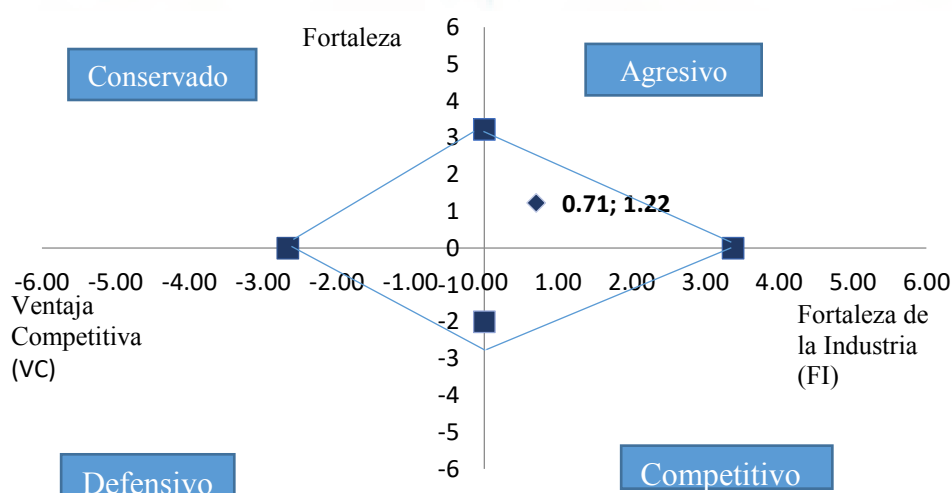 Fortaleza
Conservado
Agresivo
6
5
4
3
2
1
0
-1
-2
-3
-4
-5
-6
0.71; 1.22
-6.00 -5.00 -4.00 -3.00 -2.00 -1.00 0.00 1.00 2.00 3.00 4.00 5.00 6.00
Ventaja
Competitiva
(VC)
Fortaleza de
la Industria
(FI)
Defensivo
Competitivo